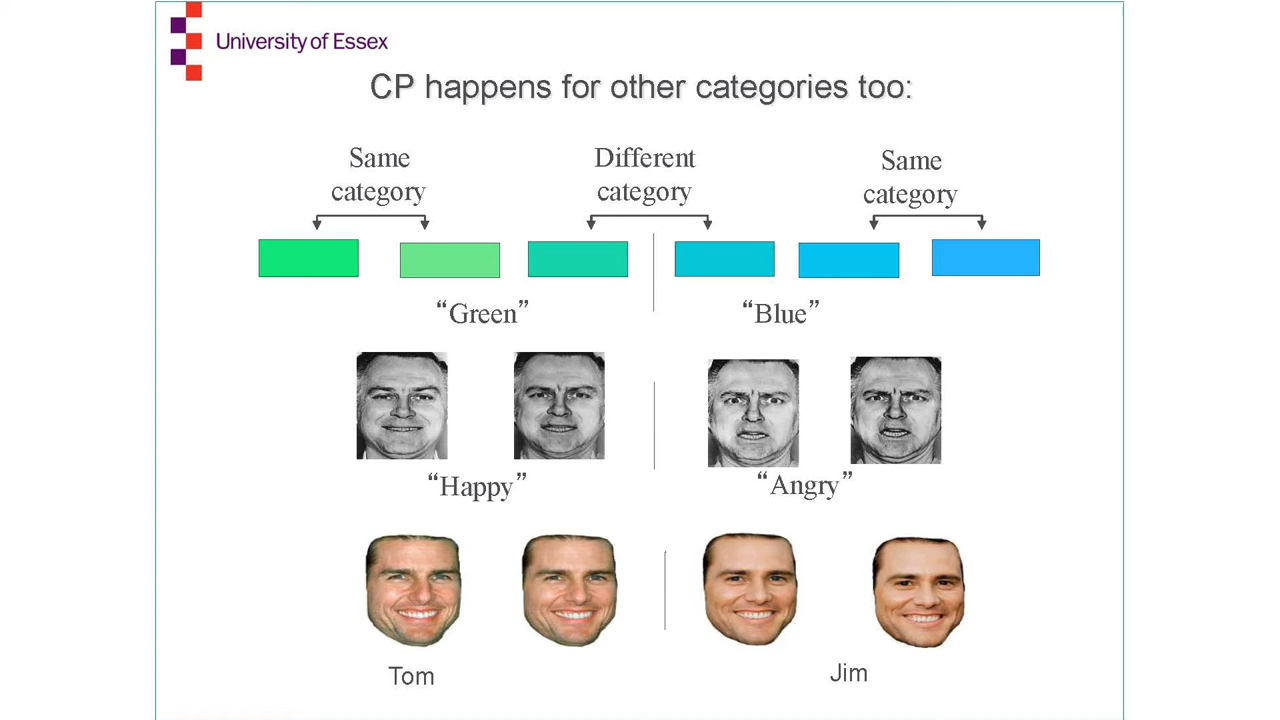 University of Essex
CP happens for other categories too:
Same
category
Different
category
Same
category
“Green”
“Blue”
“Happy”
“Angry”
Tom
Jim